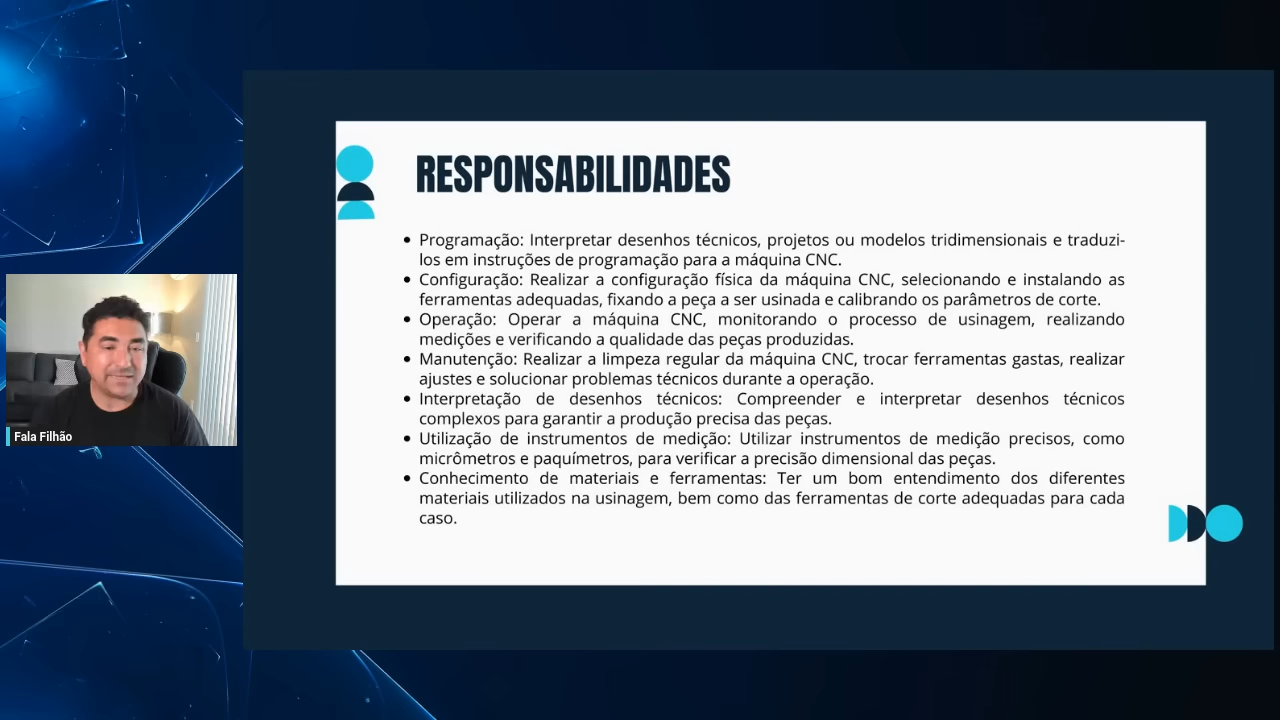 RESPONSABILIDADES
Programação: Interpretar desenhos técnicos, projetos ou modelos tridimensionais e traduzi-
los em instruções de programação para a máquina CNC.
Configuração: Realizar a configuração física da máquina CNC, selecionando e instalando as
ferramentas adequadas, fixando a peça a ser usinada e calibrando os parâmetros de corte.
Operação: Operar a máquina CNC, monitorando o processo de usinagem, realizando
medições e verificando a qualidade das peças produzidas.
Manutenção: Realizar a limpeza regular da máquina CNC, trocar ferramentas gastas, realizar
ajustes e solucionar problemas técnicos durante a operação.
Interpretação de desenhos técnicos: Compreender e interpretar desenhos técnicos
complexos para garantir a produção precisa das peças.
Utilização de instrumentos de medição: Utilizar instrumentos de medição precisos, como
micrômetros e paquímetros, para verificar a precisão dimensional das peças.
Conhecimento de materiais e ferramentas: Ter um bom entendimento dos diferentes
materiais utilizados na usinagem, bem como das ferramentas de corte adequadas para cada
caso.
Fala Filhão